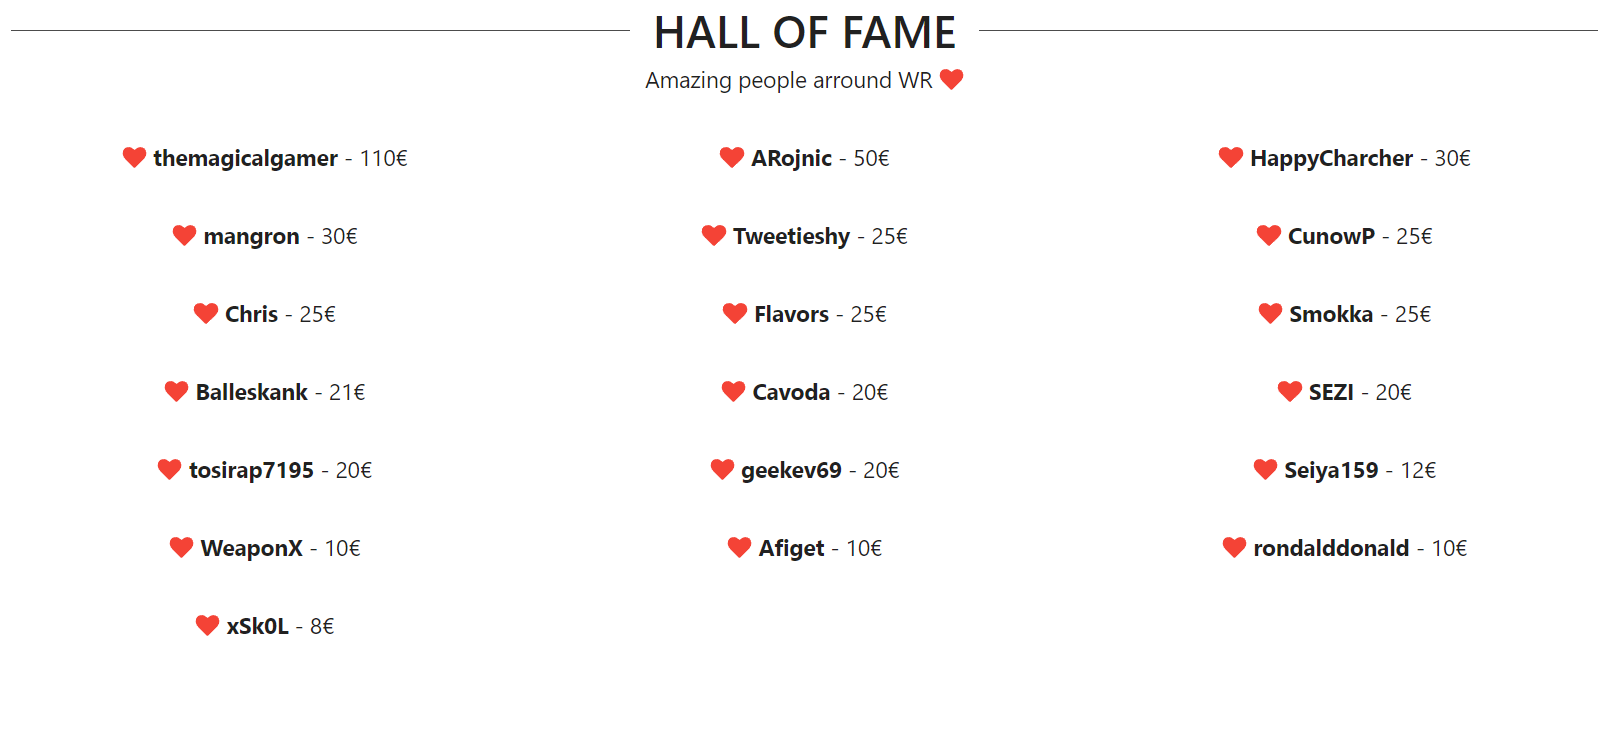 HALL OF FAME
Amazing people arround WR
themagicalgamer - 110€
ARojnic - 50€
HappyCharcher - 30€
mangron - 30€
Tweetieshy - 25€
CunowP - 25€
Chris - 25€
Flavors - 25€
Smokka - 25€
Balleskank - 21€
Cavoda - 20€
SEZI - 20€
tosirap7195 - 20€
geekev69 - 20€
Seiya159 - 12€
WeaponX - 10€
Afiget - 10€
rondalddonald - 10€
xSk0L - 8€